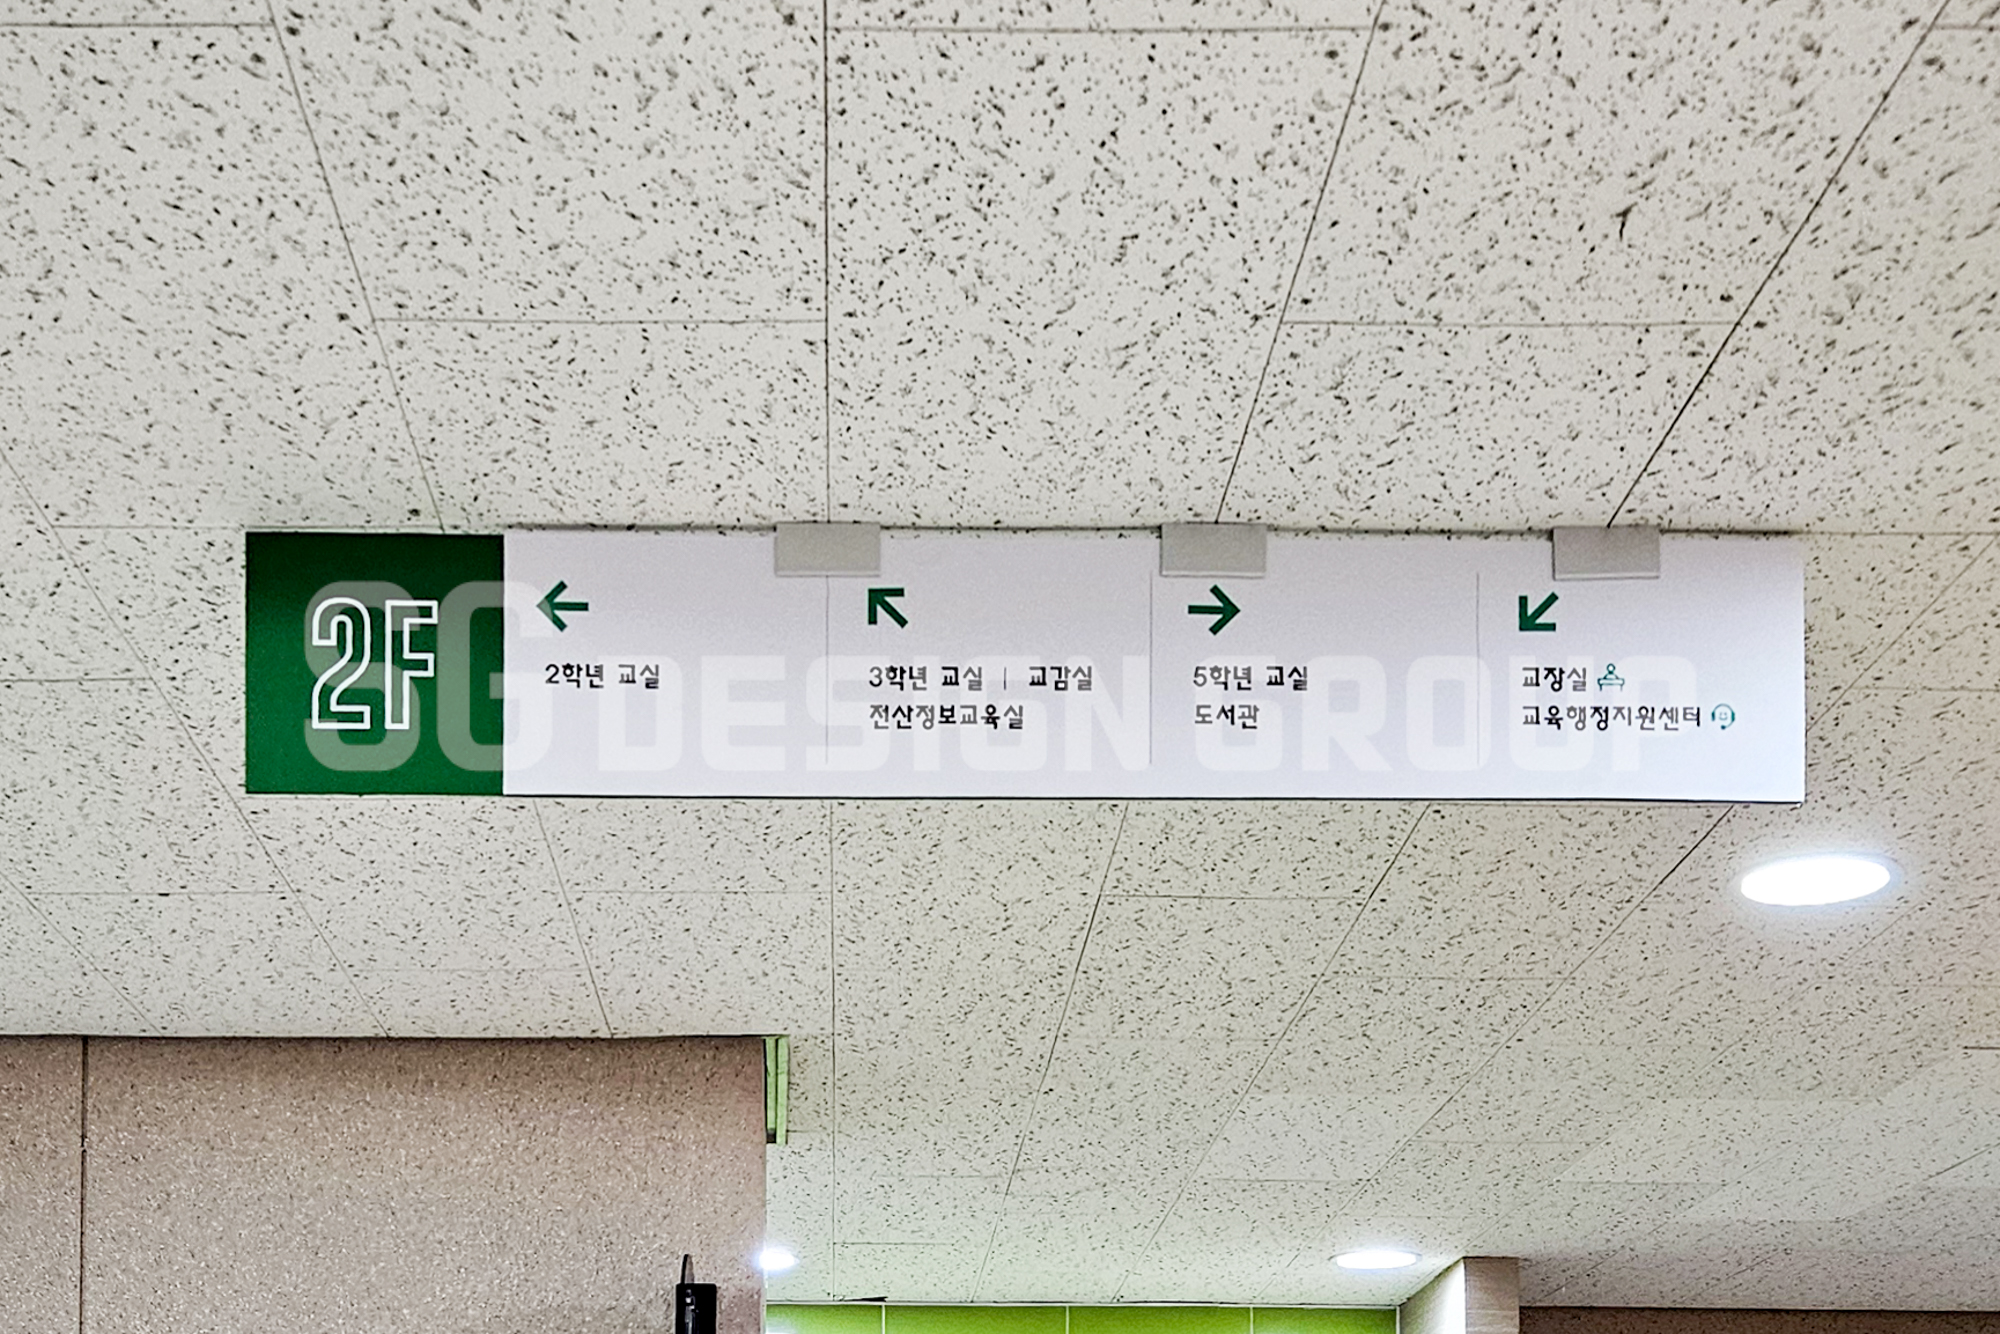 2F
2학년 교실
3학년 교실 | 교감실
전산정보교육실
5학년 교실
도서관
교장실
교육행정지원센터
SG DESIGN GROUP